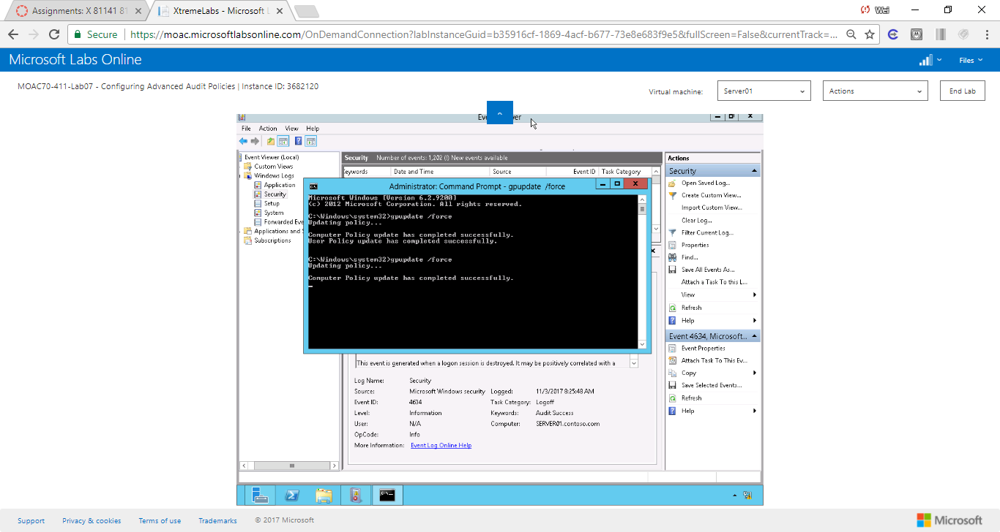 Assignments: X 81141 81
XtremeLabs - Microsoft L
Wei
Secure
https://moac.microsoftlabsonline.com/OnDemandConnection?labInstanceGuid=b35916cf-1869-4acf-b677-73e8e683f9e5&fullScreen=False&currentTrack=...
Microsoft Labs Online
Files
MOAC70-411-Lab07 - Configuring Advanced Audit Policies | Instance ID: 3682120
Virtual machine:
Server01
Actions
End Lab
File Action View Help
Event Viewer (Local)
Custom Views
Windows Logs
Application
Security
Setup
System
Forwarded Eve
Applications and S
Subscriptions
Security Number of events: 1,202 (!) New events available
eywords Date and Time Source Event ID Task Category
Administrator: Command Prompt - gpupdate /force
Microsoft Windows [Version 6.2.9200]
(c) 2012 Microsoft Corporation. All rights reserved.
C:\Windows\system32>gpupdate /force
Updating policy...
Computer Policy update has completed successfully.
User Policy update has completed successfully.
C:\Windows\system32>gpupdate /force
Updating policy...
Computer Policy update has completed successfully.
This event is generated when a logon session is destroyed. It may be positively correlated with a
Log Name: Security
Source: Microsoft Windows security Logged: 11/3/2017 8:25:48 AM
Event ID: 4634 Task Category: Logoff
Level: Information Keywords: Audit Success
User: N/A Computer: SERVER01.contoso.com
OpCode: Info
More Information: Event Log Online Help
Actions
Security
Open Saved Log...
Create Custom View...
Import Custom View...
Clear Log...
Filter Current Log...
Properties
Find...
Save All Events As...
Attach a Task To this L...
View
Refresh
Help
Event 4634, Microsoft...
Event Properties
Attach Task To This Ev...
Copy
Save Selected Events...
Refresh
Help
Support Privacy & cookies Terms of use Trademarks © 2017 Microsoft
Microsoft